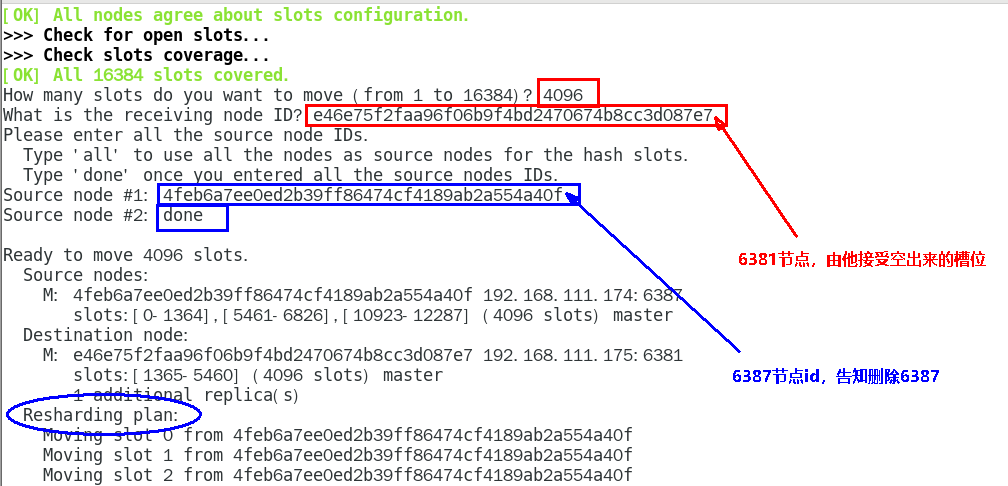 [OK] All nodes agree about slots configuration.
>>> Check for open slots...
>>> Check slots coverage...
[OK] All 16384 slots covered.
How many slots do you want to move (from 1 to 16384)? 4096
What is the receiving node ID? e46e75f2faa96f06b9f4bd2470674b8cc3d087e7
Please enter all the source node IDs.
  Type 'all' to use all the nodes as source nodes for the hash slots.
  Type 'done' once you entered all the source nodes IDs.
Source node #1: 4feb6a7ee0ed2b39ff86474cf4189ab2a554a40f
Source node #2: done
6381节点，由他接受空出来的槽位
Ready to move 4096 slots.
  Source nodes:
    M: 4feb6a7ee0ed2b39ff86474cf4189ab2a554a40f 192.168.111.174:6387
       slots:[0-1364],[5461-6826],[10923-12287] (4096 slots) master
  Destination node:
    M: e46e75f2faa96f06b9f4bd2470674b8cc3d087e7 192.168.111.175:6381
       slots:[1365-5460] (4096 slots) master
       1 additional replica(s)
6387节点id，告知删除6387
  Resharding plan:
    Moving slot 0 from 4feb6a7ee0ed2b39ff86474cf4189ab2a554a40f
    Moving slot 1 from 4feb6a7ee0ed2b39ff86474cf4189ab2a554a40f
    Moving slot 2 from 4feb6a7ee0ed2b39ff86474cf4189ab2a554a40f